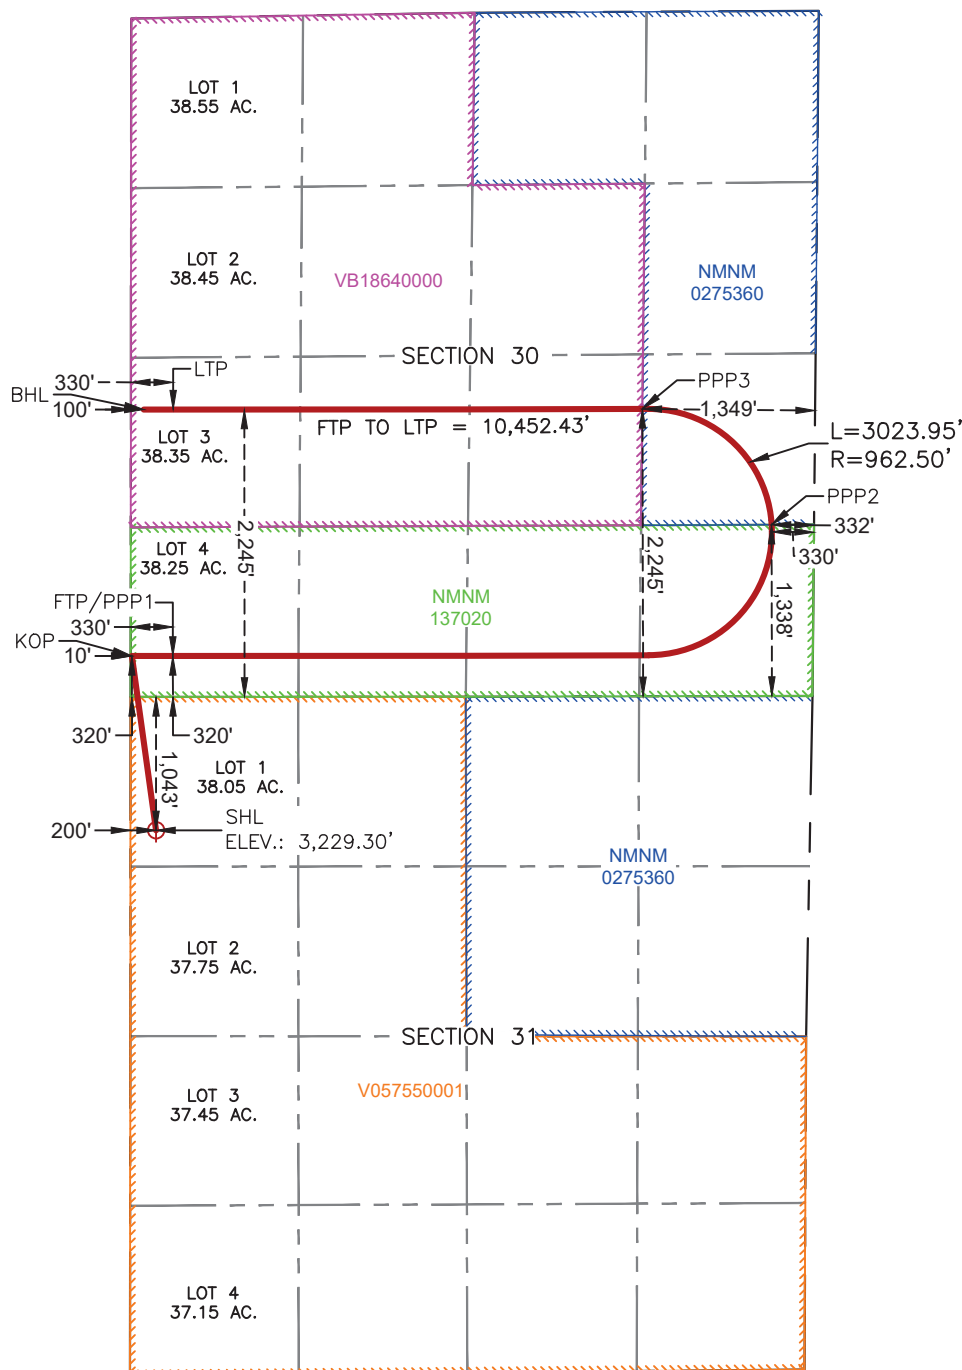 LOT 1
38.55 AC.
LOT 2
38.45 AC.
VB18640000
NMNM
0275360
SECTION 30
LTP
330'
BHL
100'
PPP3
1,349'
FTP TO LTP = 10,452.43'
L=3023.95'
R=962.50'
LOT 3
38.35 AC.
PPP2
332'
330'
LOT 4
38.25 AC.
2,245'
2,245'
1,338'
NMNM
137020
FTP/PPP1
330'
KOP
10'
320'
320'
1,043'
LOT 1
38.05 AC.
SHL
ELEV.: 3,229.30'
200'
NMNM
0275360
LOT 2
37.75 AC.
SECTION 31
V057550001
LOT 3
37.45 AC.
LOT 4
37.15 AC.